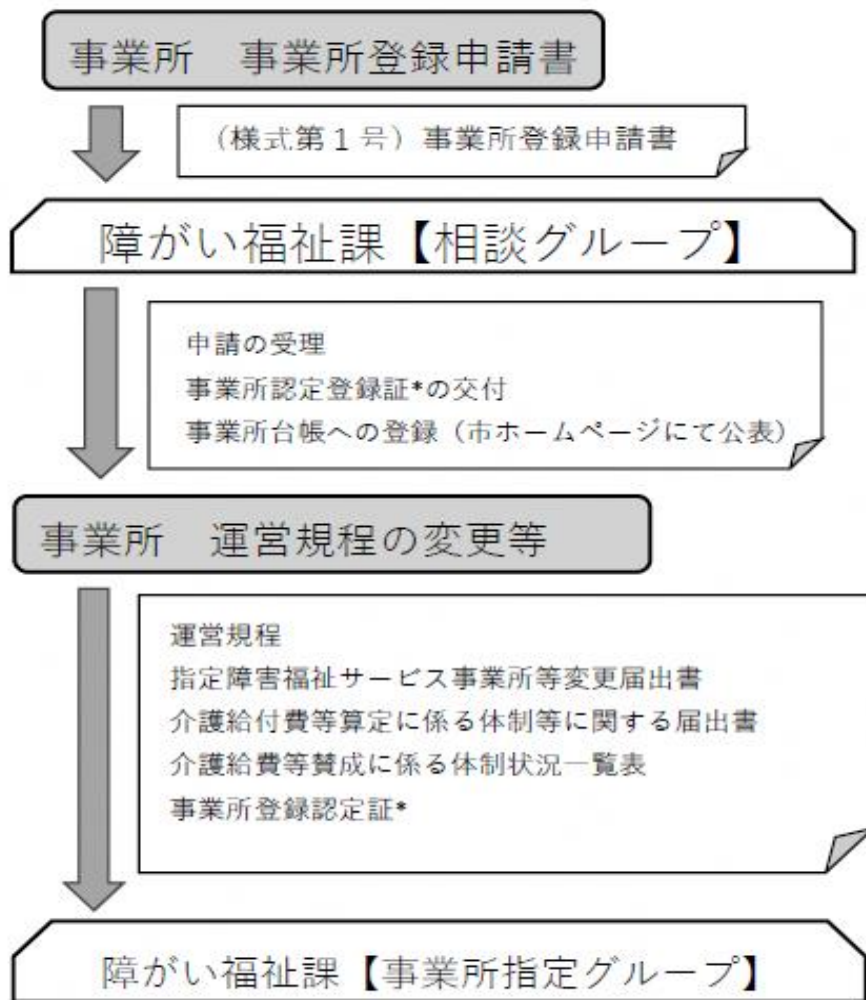 事業所　事業所登録申請書
（様式第１号）事業所登録申請書
障がい福祉課【相談グループ】
申請の受理
事業所認定登録証*の交付
事業所台帳への登録（市ホームページにて公表）
事業所　運営規程の変更等
運営規程
指定障害福祉サービス事業所等変更届出書
介護給付費等算定に係る体制等に関する届出書
介護給費等賛成に係る体制状況一覧表
事業所登録認定証*
障がい福祉課【事業所指定グループ】